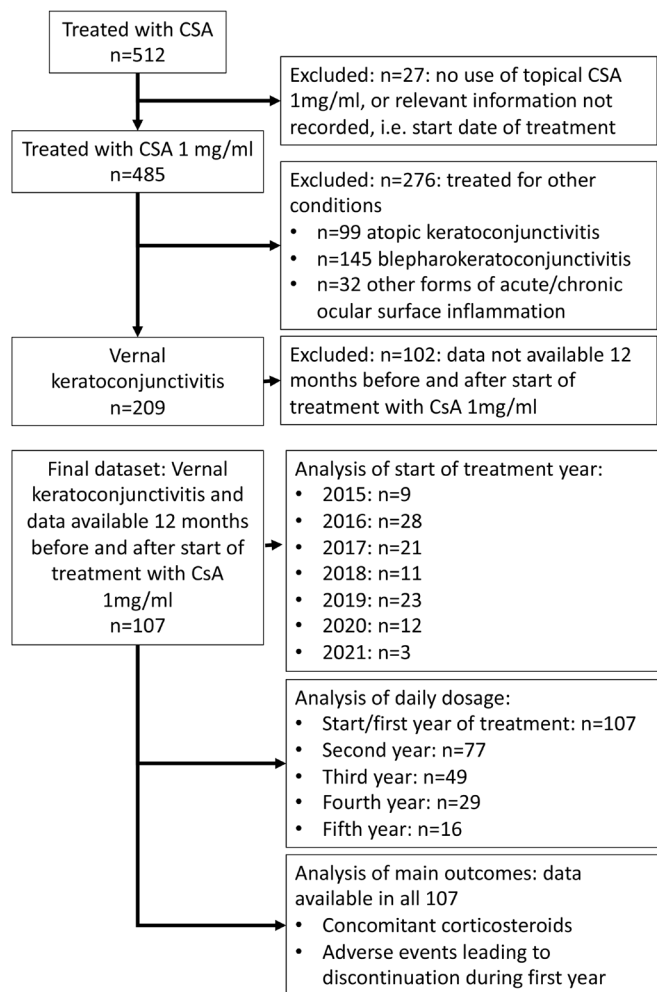 Treated with CSA
n=512
Excluded: n=27: no use of topical CSA
1mg/ml, or relevant information not
recorded, i.e. start date of treatment
Treated with CSA 1 mg/ml
n=485
Excluded: n=276: treated for other
conditions
• n=99 atopic keratoconjunctivitis
• n=145 blepharokeratoconjunctivitis
• n=32 other forms of acute/chronic
ocular surface inflammation
Vernal
keratoconjunctivitis
n=209
Excluded: n=102: data not available 12
months before and after start of
treatment with CsA 1mg/ml
Final dataset: Vernal
keratoconjunctivitis and
data available 12 months
before and after start of
treatment with CsA
1mg/ml
n=107
Analysis of start of treatment year:
• 2015: n=9
• 2016: n=28
• 2017: n=21
• 2018: n=11
• 2019: n=23
• 2020: n=12
• 2021: n=3
Analysis of daily dosage:
• Start/first year of treatment: n=107
• Second year: n=77
• Third year: n=49
• Fourth year: n=29
• Fifth year: n=16
Analysis of main outcomes: data
available in all 107
• Concomitant corticosteroids
• Adverse events leading to
discontinuation during first year